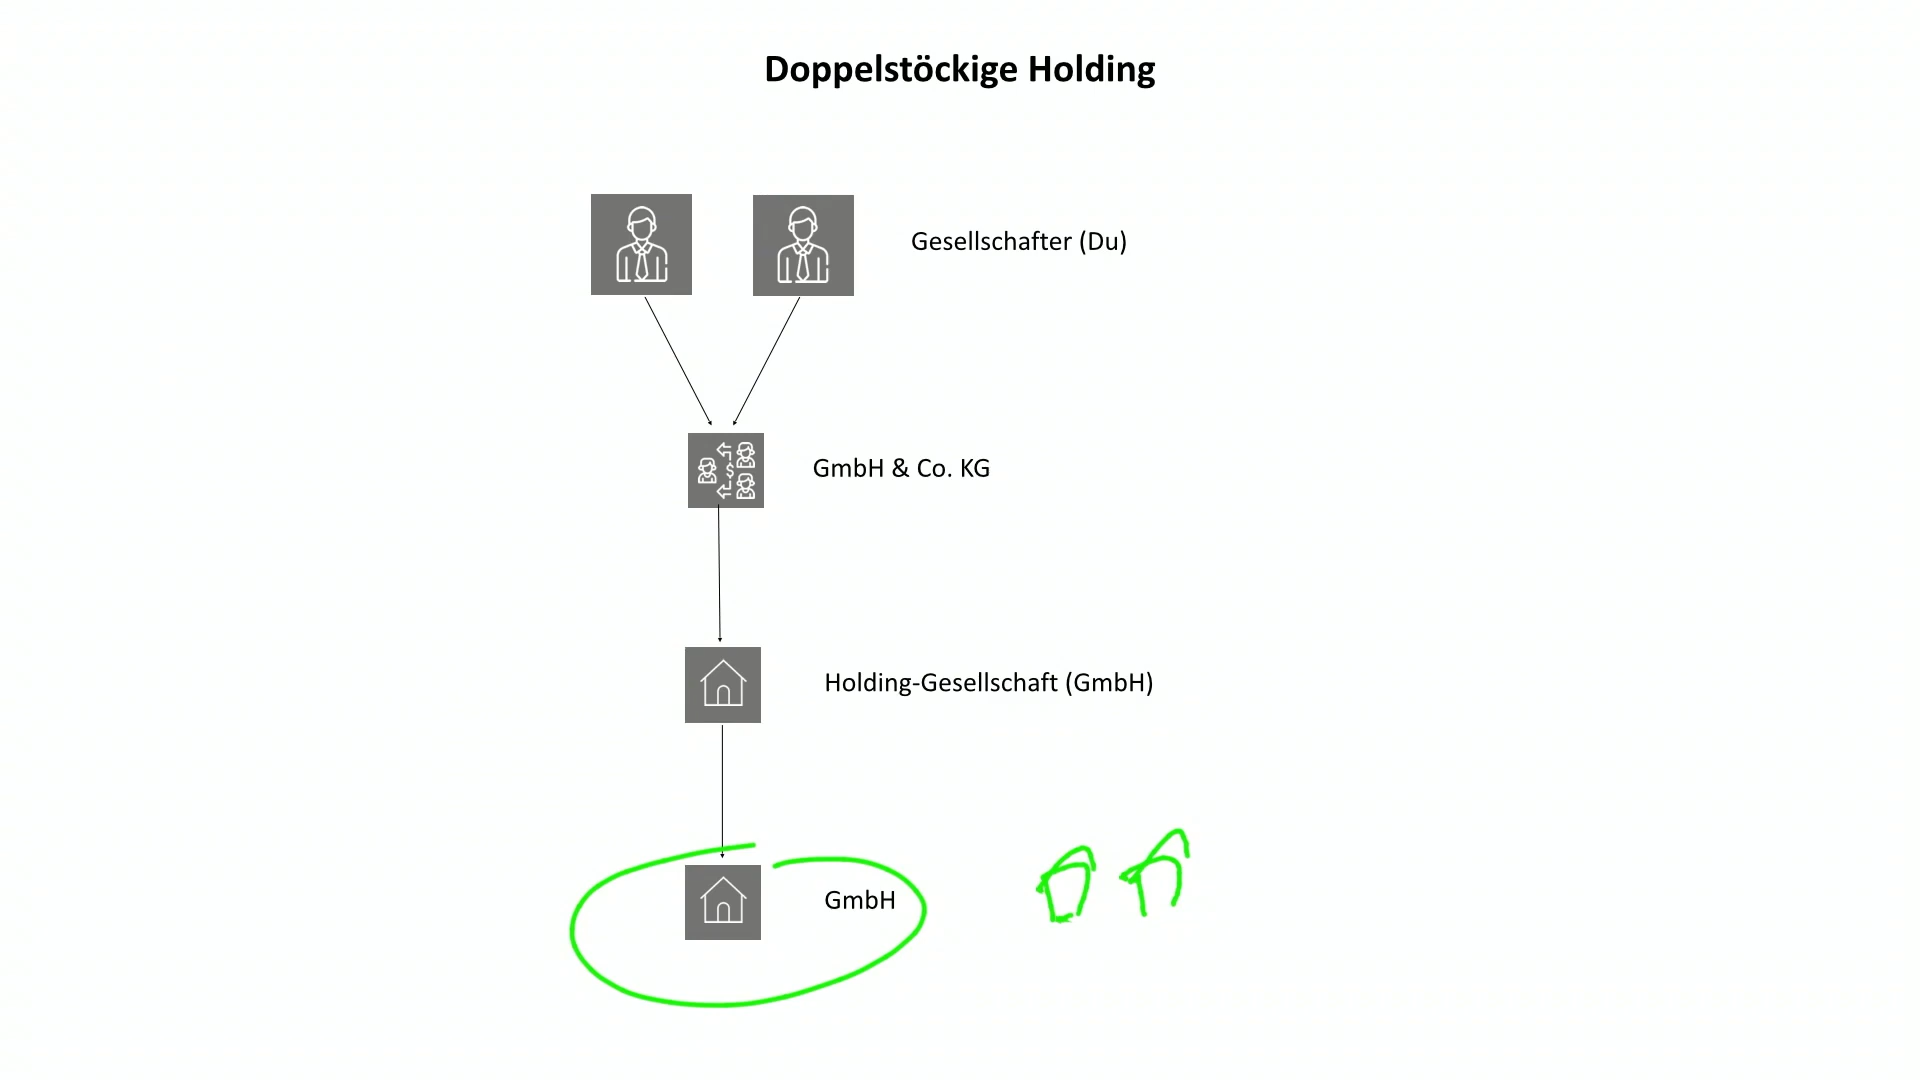 Doppelstöckige Holding
Gesellschafter (Du)
GmbH & Co. KG
Holding-Gesellschaft (GmbH)
GmbH